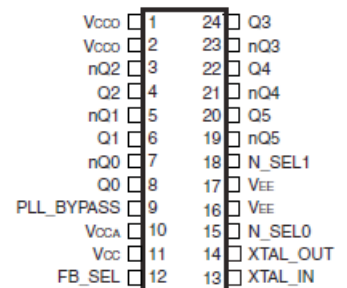 Vcco 1 24 Q3
Vcco 2 23 nQ3
nQ2 3 22 Q4
Q2 4 21 nQ4
nQ1 5 20 Q5
Q1 6 19 nQ5
nQ0 7 18 N_SEL1
Q0 8 17 VEE
PLL_BYPASS 9 16 VEE
VCCA 10 15 N_SEL0
Vcc 11 14 XTAL_OUT
FB_SEL 12 13 XTAL_IN